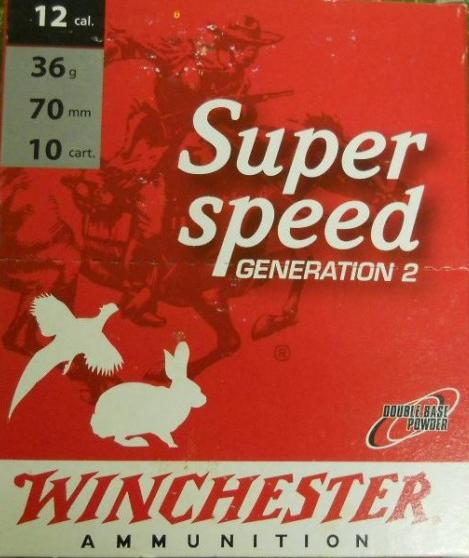 12 cal.
36 g
70 mm
10 cart.
Super
speed
GENERATION 2
®
DOUBLE BASE
POWDER
WINCHESTER
AMMUNITION